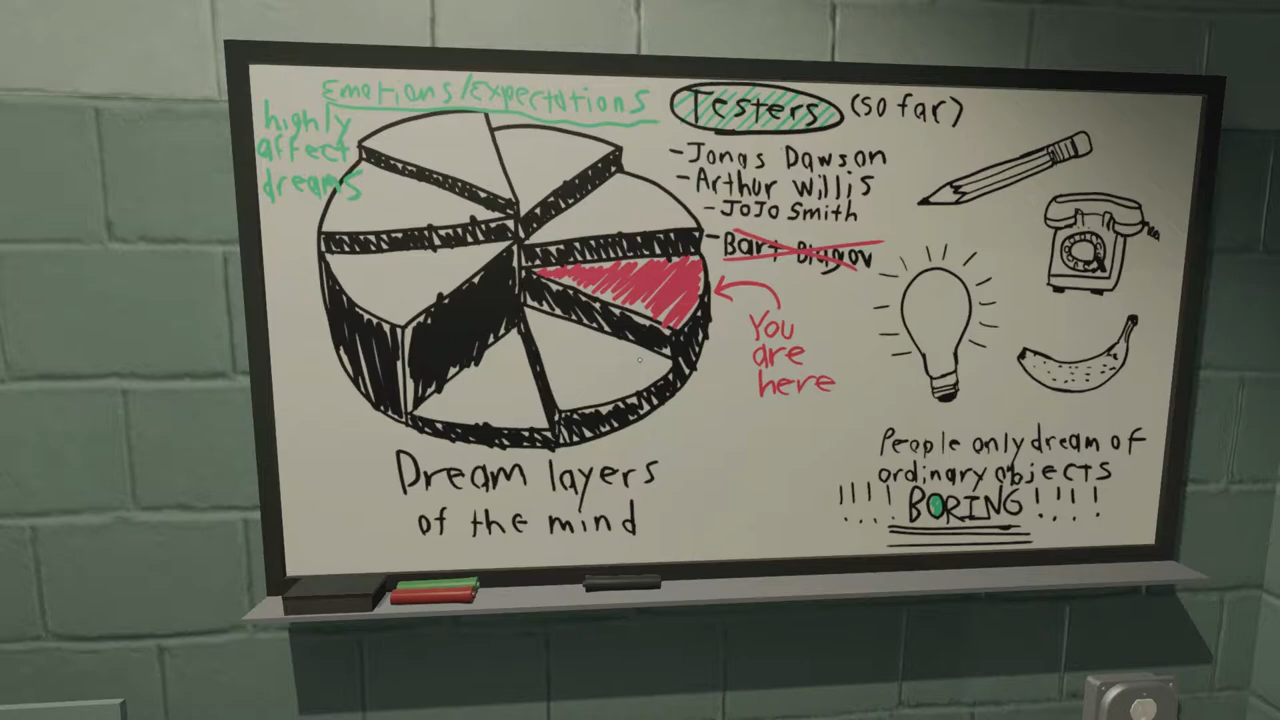 Emotions/Expectations
highly
affect
dreams
Testers (so far)
-Jonas Dawson
-Arthur Willis
-JoJo Smith
-Bart
You
are
here
Dream layers
of the mind
People only dream of
ordinary objects
!!!! BORING !!!!